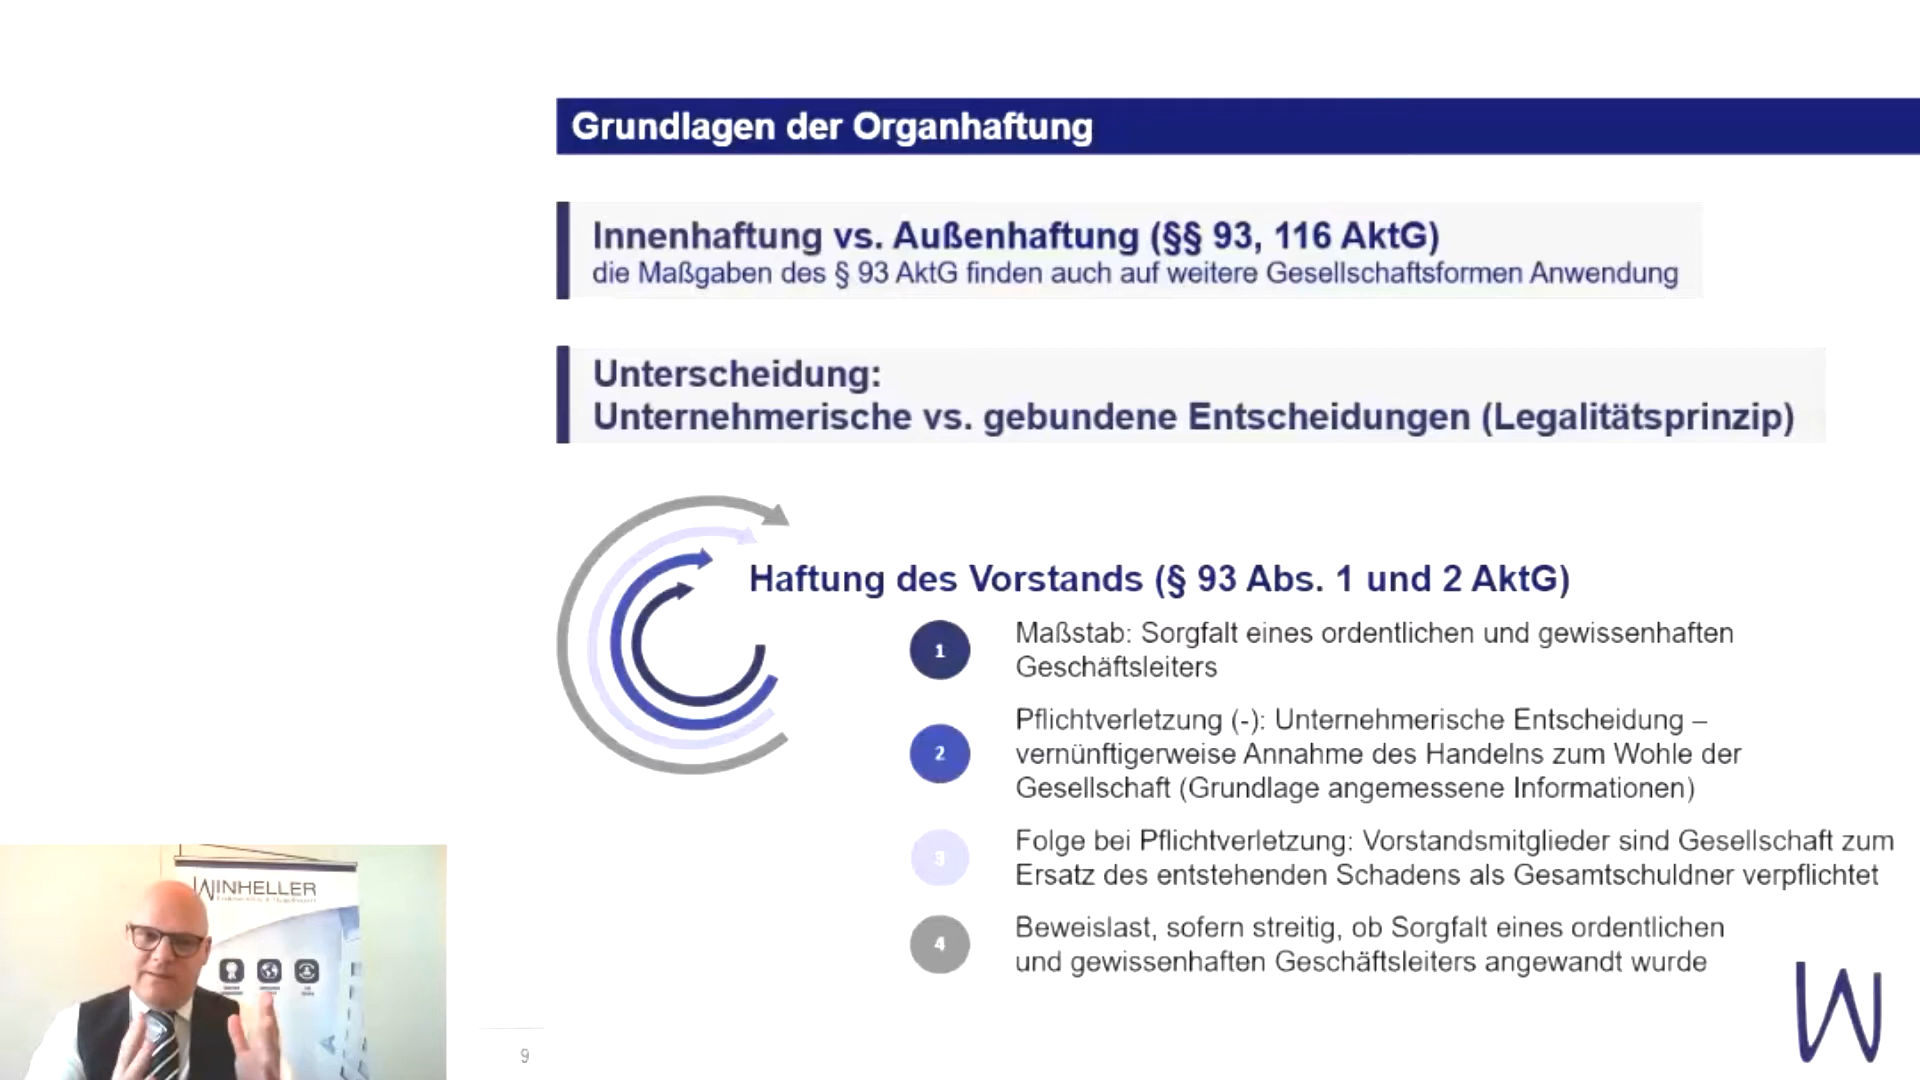 Grundlagen der Organhaftung
Innenhaftung vs. Außenhaftung (§§ 93, 116 AktG)
die Maßgaben des § 93 AktG finden auch auf weitere Gesellschaftsformen Anwendung
Unterscheidung:
Unternehmerische vs. gebundene Entscheidungen (Legalitätsprinzip)
Haftung des Vorstands (§ 93 Abs. 1 und 2 AktG)
1
Maßstab: Sorgfalt eines ordentlichen und gewissenhaften
Geschäftsleiters
2
Pflichtverletzung (-): Unternehmerische Entscheidung –
vernünftigerweise Annahme des Handelns zum Wohle der
Gesellschaft (Grundlage angemessene Informationen)
3
Folge bei Pflichtverletzung: Vorstandsmitglieder sind Gesellschaft zum
Ersatz des entstehenden Schadens als Gesamtschuldner verpflichtet
4
Beweislast, sofern streitig, ob Sorgfalt eines ordentlichen
und gewissenhaften Geschäftsleiters angewandt wurde
WINHELLER
9
W